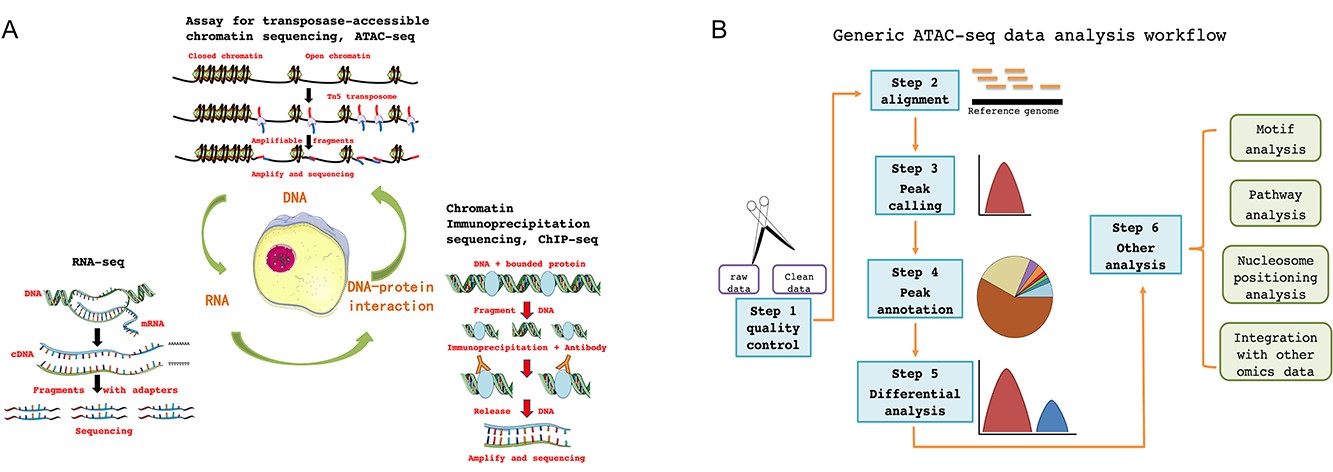 A
Assay for transposase-accessible
chromatin sequencing, ATAC-seq
Closed chromatin
Open chromatin
Tn5 transposome
Amplifiable fragments
Amplify and sequencing
DNA
RNA
DNA-protein
interaction
RNA-seq
DNA
mRNA
cDNA
AAAAAAAA
TTTTTTTT
Fragments with adapters
Sequencing
Chromatin
Immunoprecipitation
sequencing, ChIP-seq
DNA + bounded protein
Fragment DNA
Immunoprecipitation + Antibody
Release DNA
Amplify and sequencing
B
Generic ATAC-seq data analysis workflow
raw
data
Clean
data
Step 1
quality
control
Step 2
alignment
Reference genome
Step 3
Peak
calling
Step 4
Peak
annotation
Step 5
Differential
analysis
Step 6
Other
analysis
Motif
analysis
Pathway
analysis
Nucleosome
positioning
analysis
Integration
with other
omics data